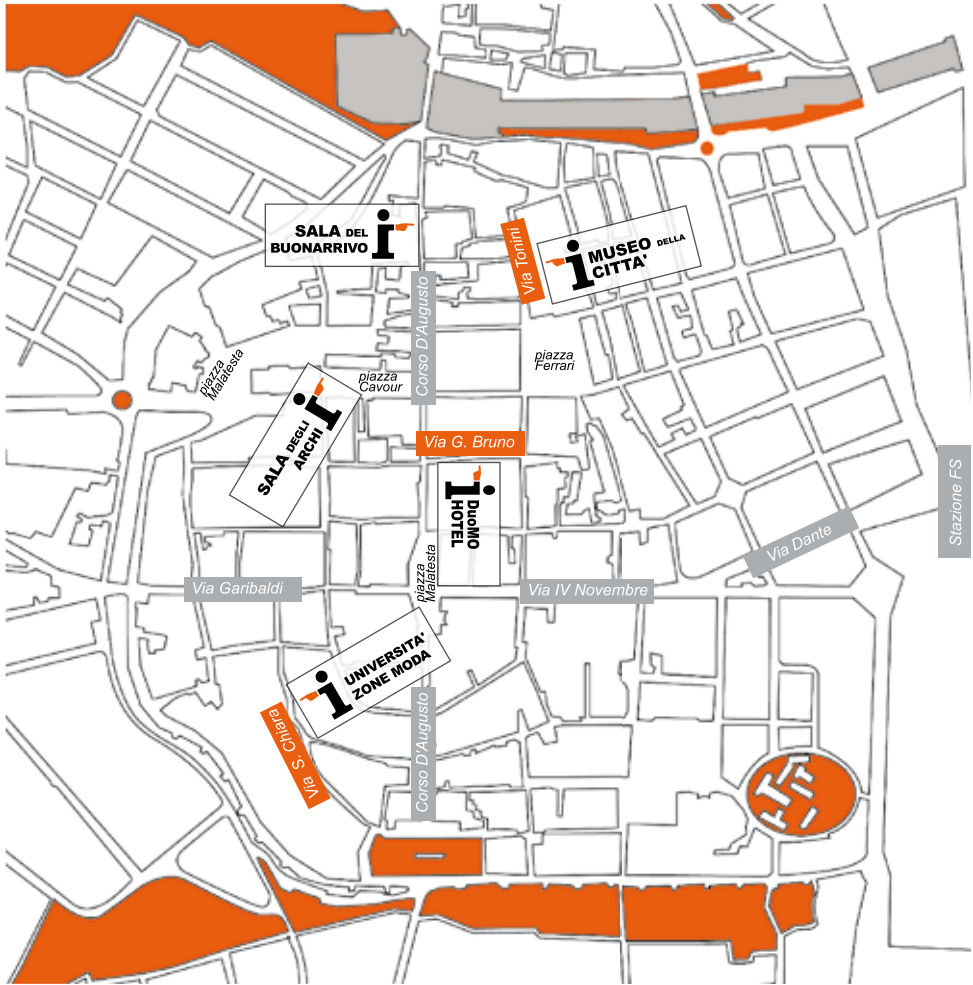 SALA DEL
BUONARRIVO
Via Tonini
MUSEO DELLA
CITTA'
Corso D'Augusto
piazza
Malatesta
piazza
Cavour
piazza
Ferrari
SALA DEGLI
ARCHI
Via G. Bruno
DuoMO
HOTEL
Stazione FS
Via Dante
piazza
Malatesta
Via Garibaldi
Via IV Novembre
UNIVERSITA'
ZONE MODA
Via S. Chiara
Corso D'Augusto